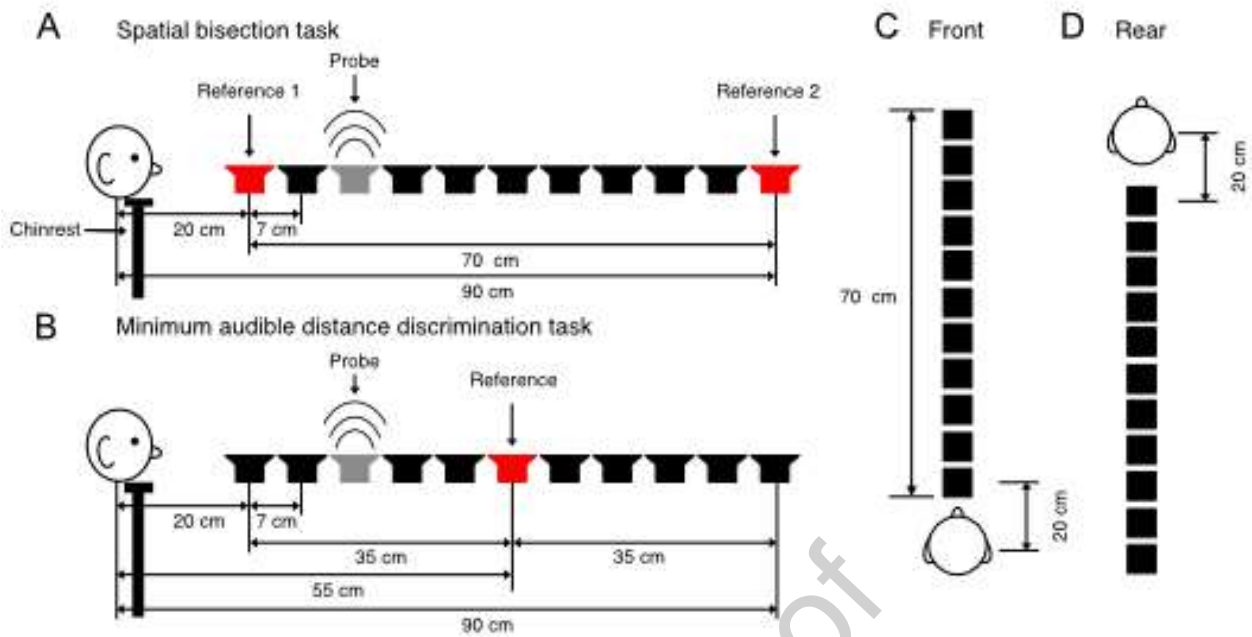 A
Spatial bisection task
Probe
Reference 1
Reference 2
Chinrest
20 cm
7 cm
70 cm
90 cm
B
Minimum audible distance discrimination task
Probe
Reference
20 cm
7 cm
35 cm
35 cm
55 cm
90 cm
C
Front
70 cm
20 cm
D
Rear
20 cm
of